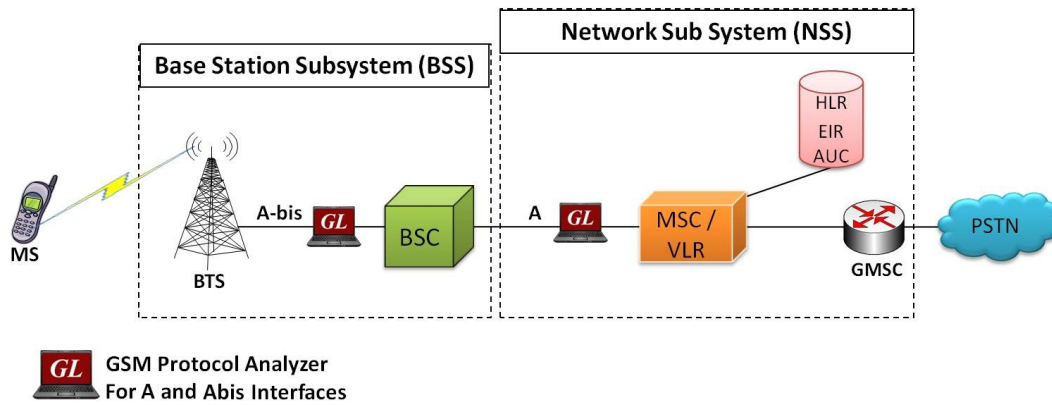 Network Sub System (NSS)
Base Station Subsystem (BSS)
HLR
EIR
AUC
A-bis
A
GL
GL
BSC
MSC /
VLR
PSTN
MS
BTS
GMSC
GL
GSM Protocol Analyzer
For A and Abis Interfaces